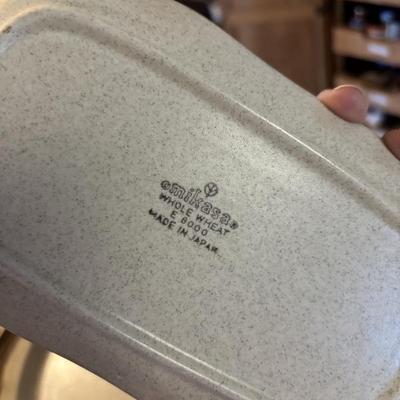 mikasa
WHOLE WHEAT
E 8000
MADE IN JAPAN